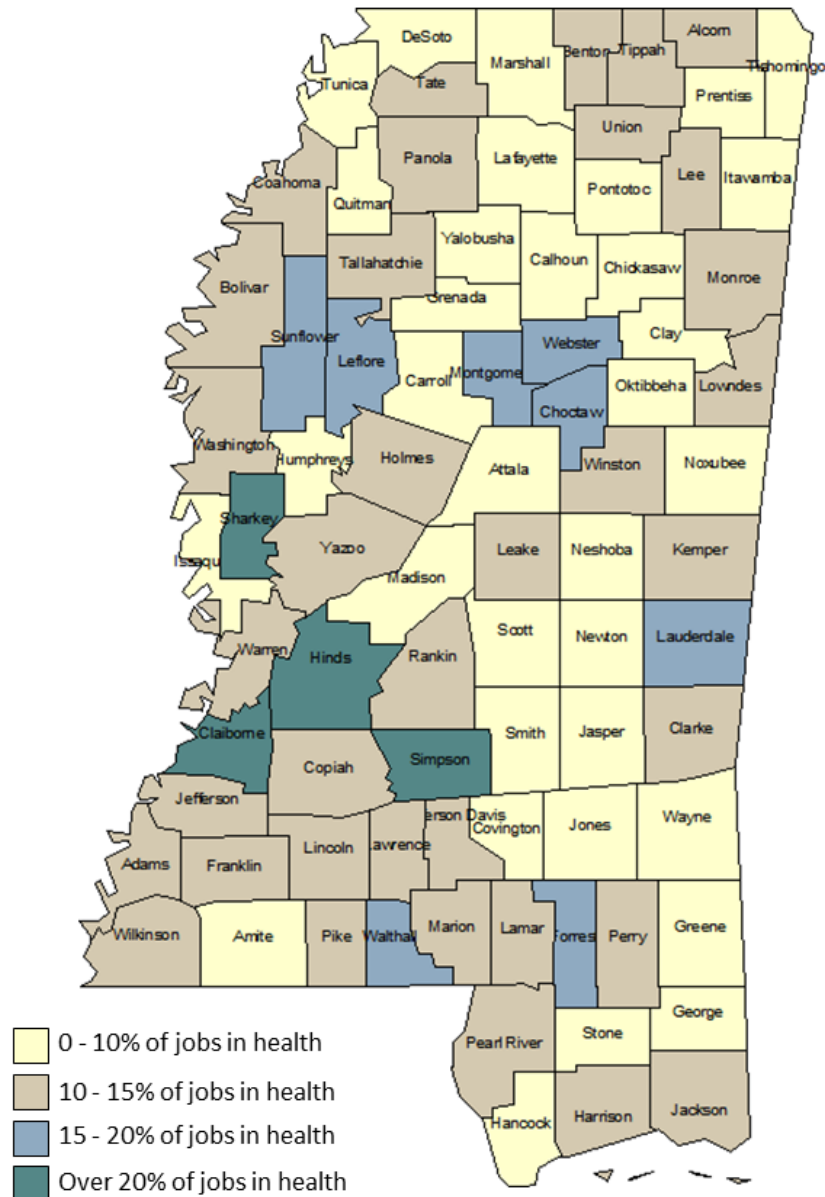 DeSoto
Marshall
Benton
Tippah
Alcorn
Tishomingo
Tunica
Tate
Prentiss
Union
Panola
Lafayette
Coahoma
Quitman
Pontotoc
Lee
Itawamba
Yalobusha
Calhoun
Chickasaw
Tallahatchie
Monroe
Bolivar
Grenada
Sunflower
Leflore
Webster
Clay
Carroll
Montgome
Choctaw
Oktibbeha
Lowndes
Washington
Humphreys
Holmes
Attala
Winston
Noxubee
Sharkey
Issaqu
Yazoo
Leake
Neshoba
Kemper
Madison
Scott
Newton
Lauderdale
Warren
Hinds
Rankin
Claiborne
Copiah
Simpson
Smith
Jasper
Clarke
Jefferson
erson Davis
Covington
Jones
Wayne
Lincoln
Lawrence
Adams
Franklin
Wilkinson
Amite
Pike
Walthall
Marion
Lamar
Forres
Perry
Greene
George
Stone
Pearl River
Hancock
Harrison
Jackson
0 - 10% of jobs in health
10 - 15% of jobs in health
15 - 20% of jobs in health
Over 20% of jobs in health